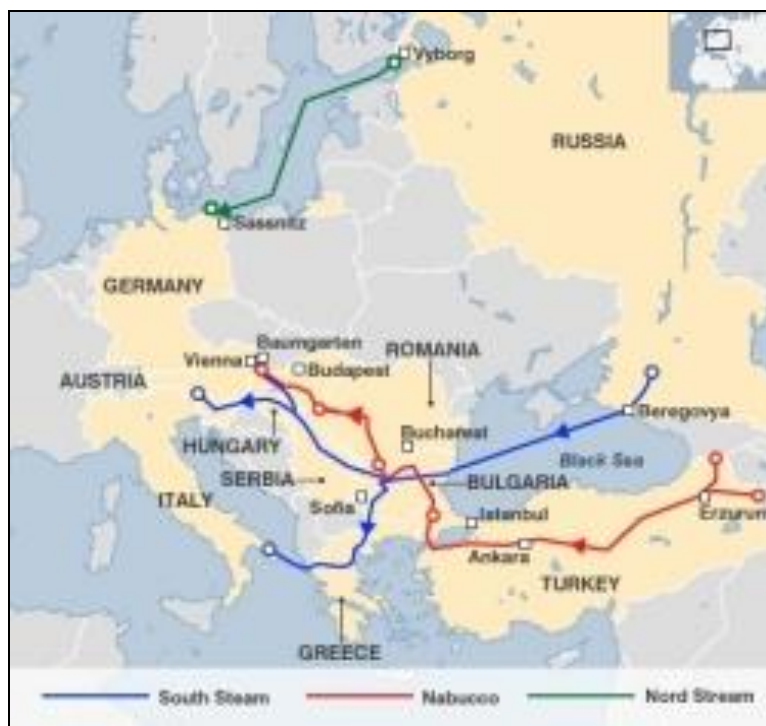 Vyborg
RUSSIA
Sassnitz
GERMANY
Baumgarten
Vienna
ROMANIA
Budapest
AUSTRIA
Beregovya
HUNGARY
Bucharest
Black Sea
SERBIA
BULGARIA
ITALY
Sofia
Istanbul
Erzurum
Ankara
TURKEY
GREECE
South Steam
Nabucco
Nord Stream